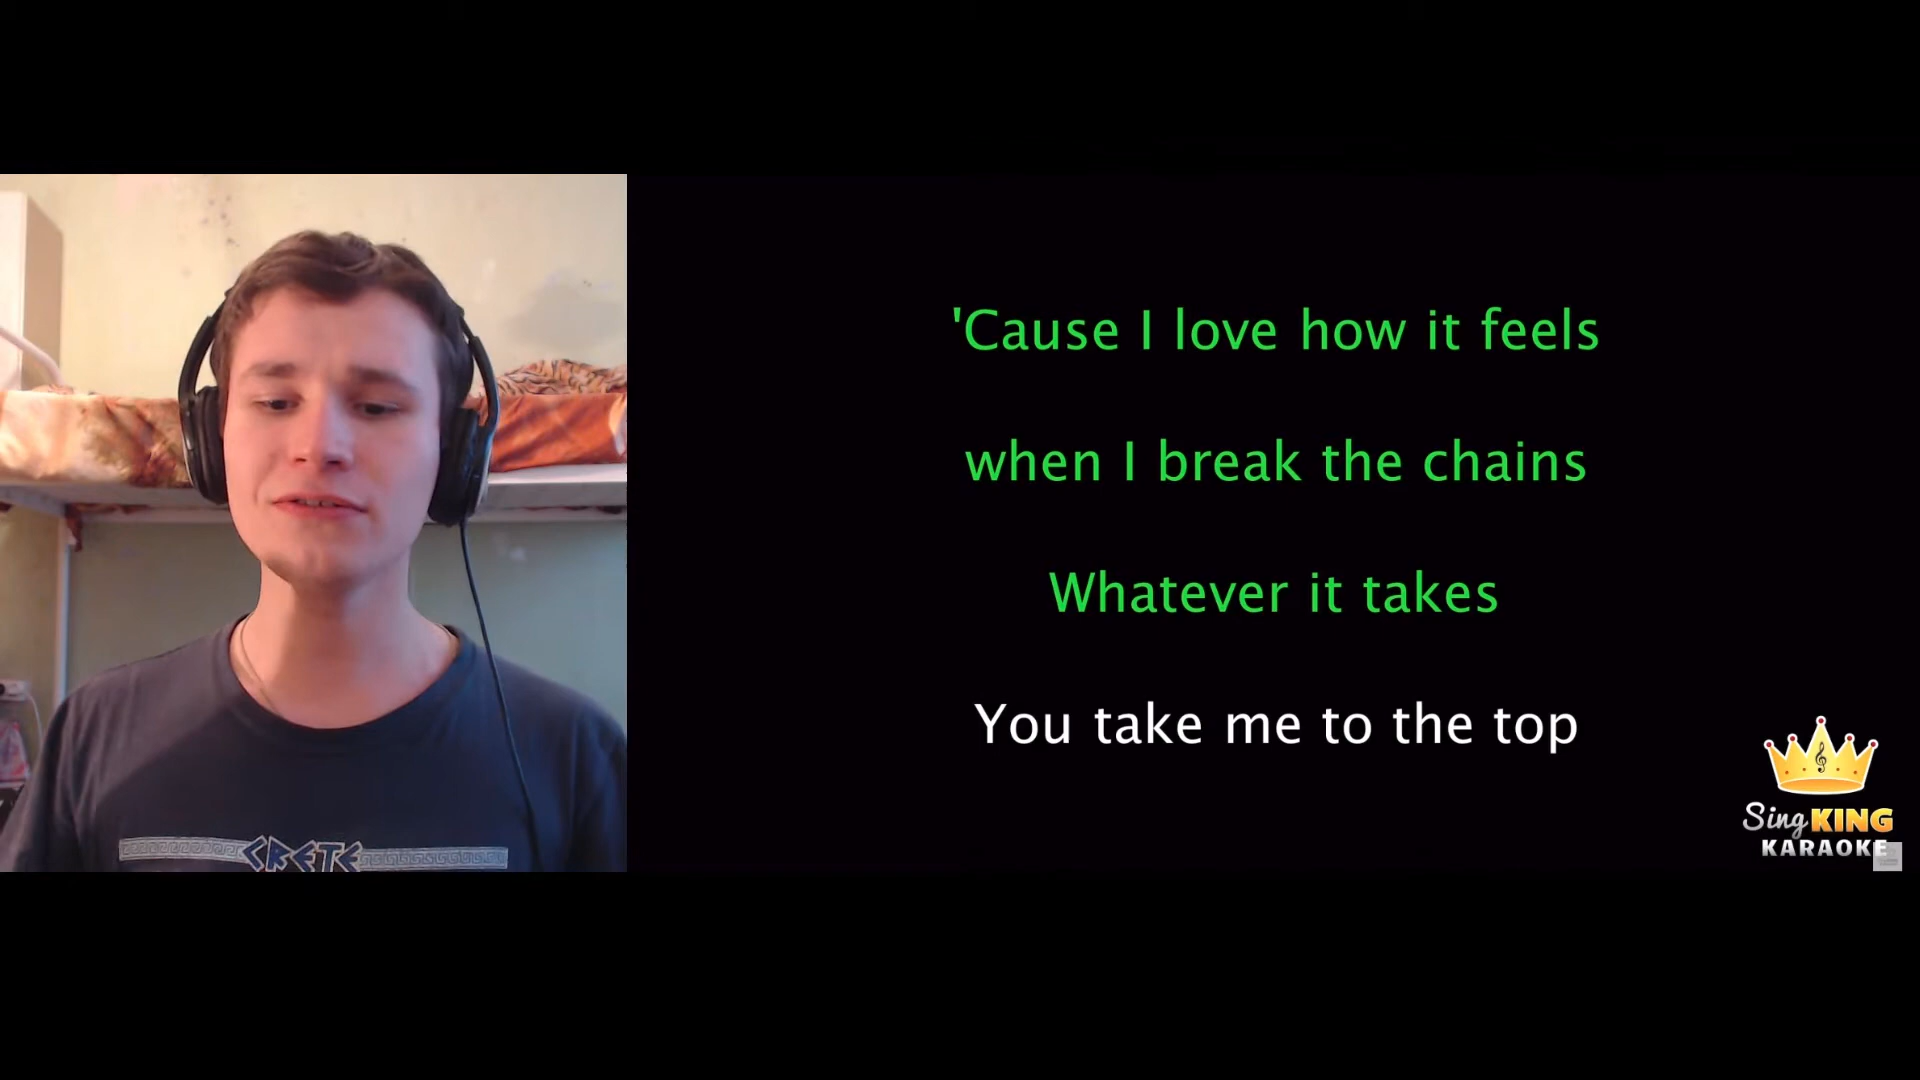 'Cause I love how it feels
when I break the chains
Whatever it takes
You take me to the top
Sing KING
KARAOKE
CRETE